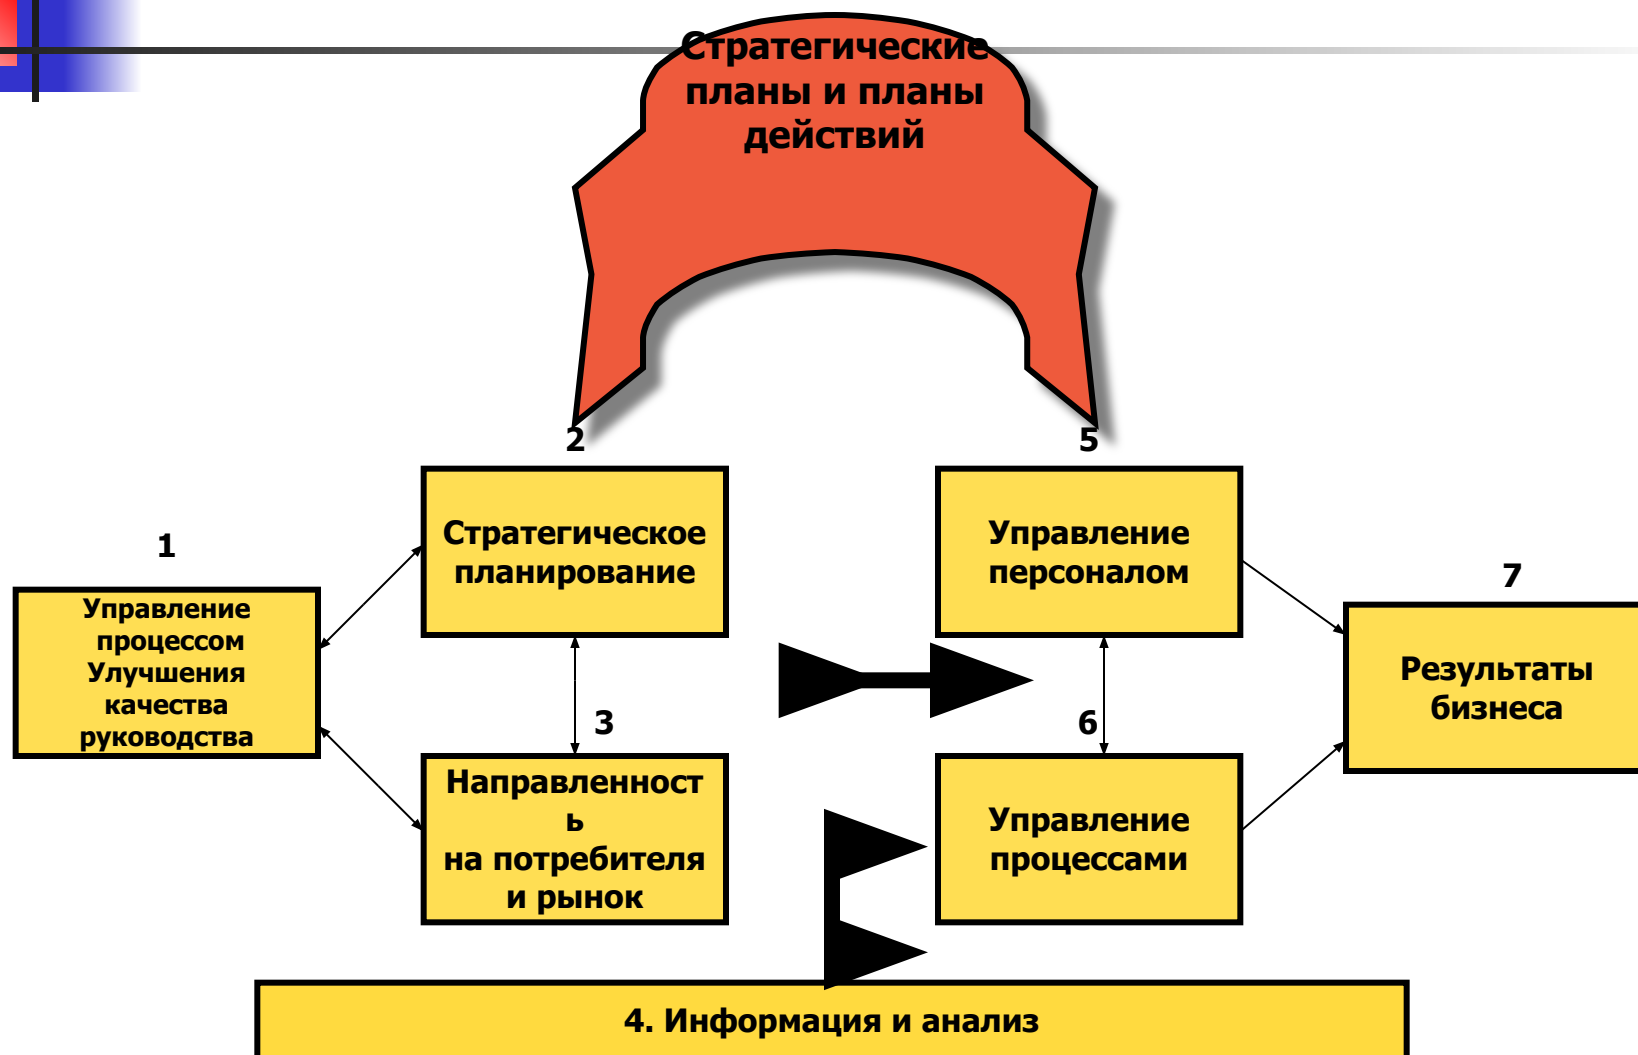 Стратегические
планы и планы
действий
2
5
Стратегическое
планирование
Управление
персоналом
1
7
Управление
процессом
Улучшения
качества
руководства
Результаты
бизнеса
3
6
Направленност
ь
на потребителя
и рынок
Управление
процессами
4. Информация и анализ